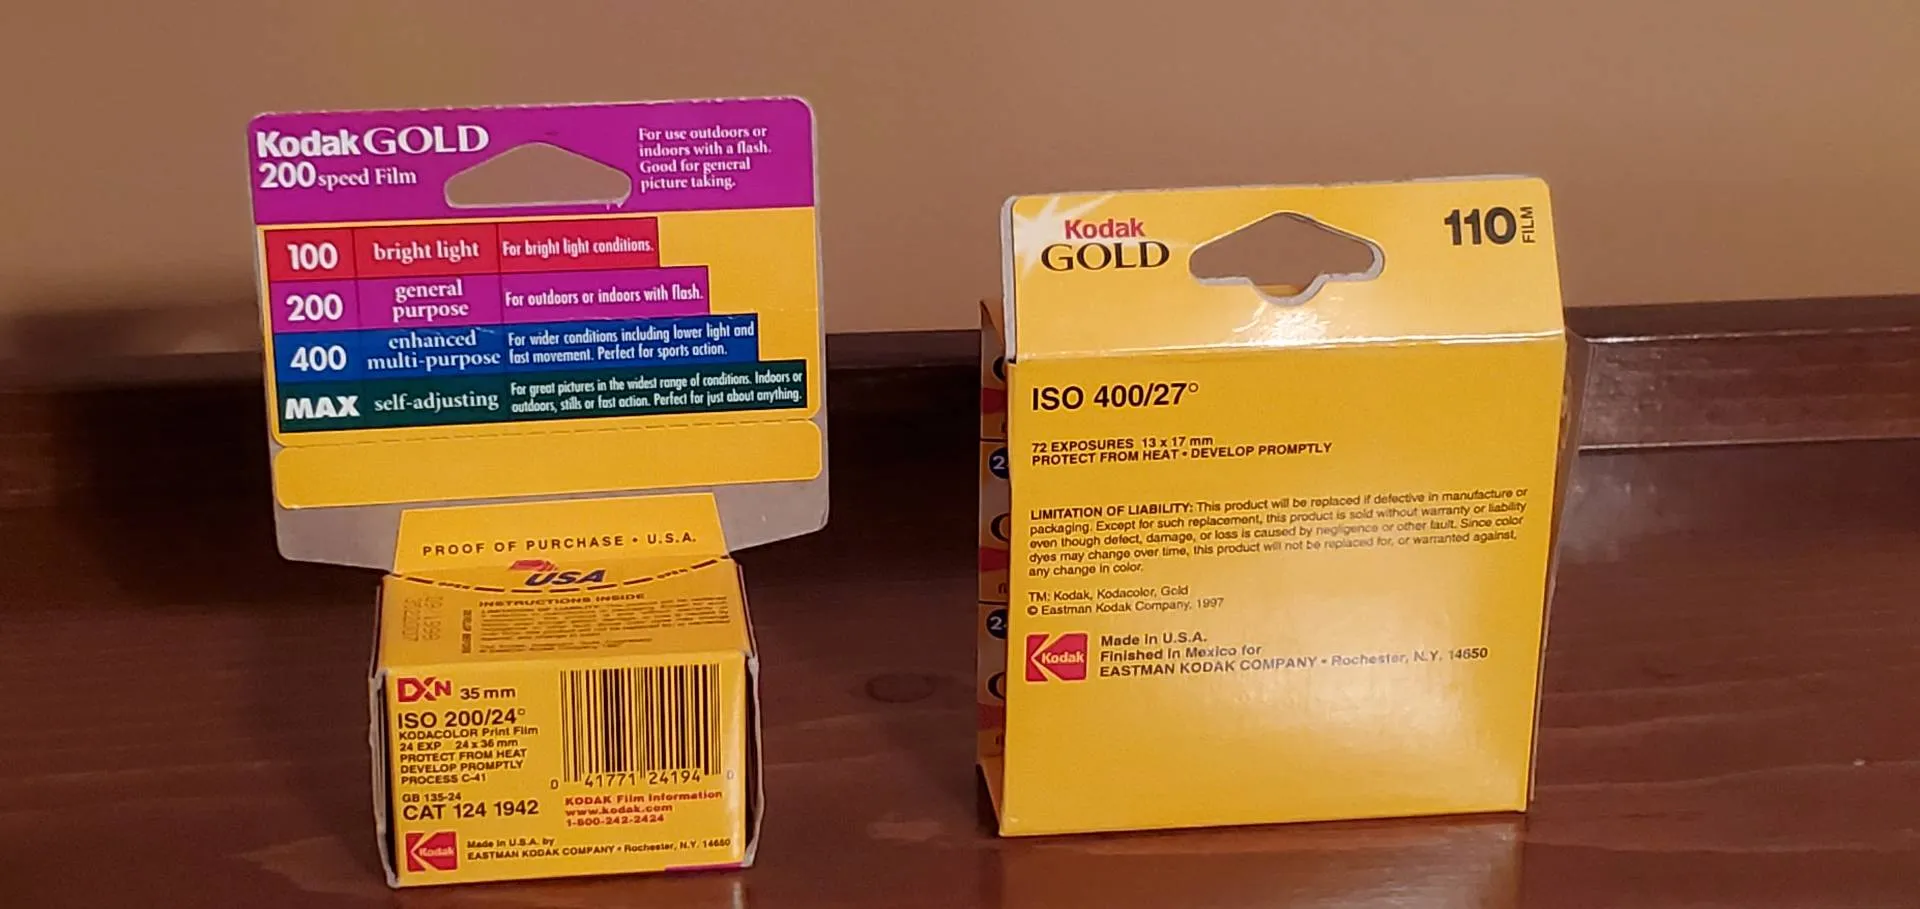 Kodak GOLD
200 speed Film
For use outdoors or
indoors with a flash.
Good for general
picture taking.
100 bright light For bright light conditions.
200 general purpose For outdoors or indoors with flash.
400 enhanced multi-purpose For wider conditions including lower light and
fast movement. Perfect for sports action.
MAX self-adjusting For great pictures in the widest range of conditions. Indoors or
outdoors, stills or fast action. Perfect for just about anything.
PROOF OF PURCHASE • U.S.A.
USA
INSTRUCTIONS INSIDE
DXN 35 mm
ISO 200/24°
KODACOLOR Print Film
24 EXP 24 x 36 mm
PROTECT FROM HEAT
DEVELOP PROMPTLY
PROCESS C-41
GB 135-24
CAT 124 1942
0 41771 24194 0
KODAK Film Information
www.kodak.com
1-800-242-2424
Kodak
Made in U.S.A. by
EASTMAN KODAK COMPANY • Rochester, N.Y. 14650
Kodak
GOLD
110 FILM
ISO 400/27°
72 EXPOSURES 13 x 17 mm
PROTECT FROM HEAT • DEVELOP PROMPTLY
LIMITATION OF LIABILITY: This product will be replaced if defective in manufacture or
packaging. Except for such replacement, this product is sold without warranty or liability
even though defect, damage, or loss is caused by negligence or other fault. Since color
dyes may change over time, this product will not be replaced for, or warranted against,
any change in color.
TM: Kodak, Kodacolor, Gold
© Eastman Kodak Company, 1997
Kodak
Made in U.S.A.
Finished in Mexico for
EASTMAN KODAK COMPANY • Rochester, N.Y. 14650